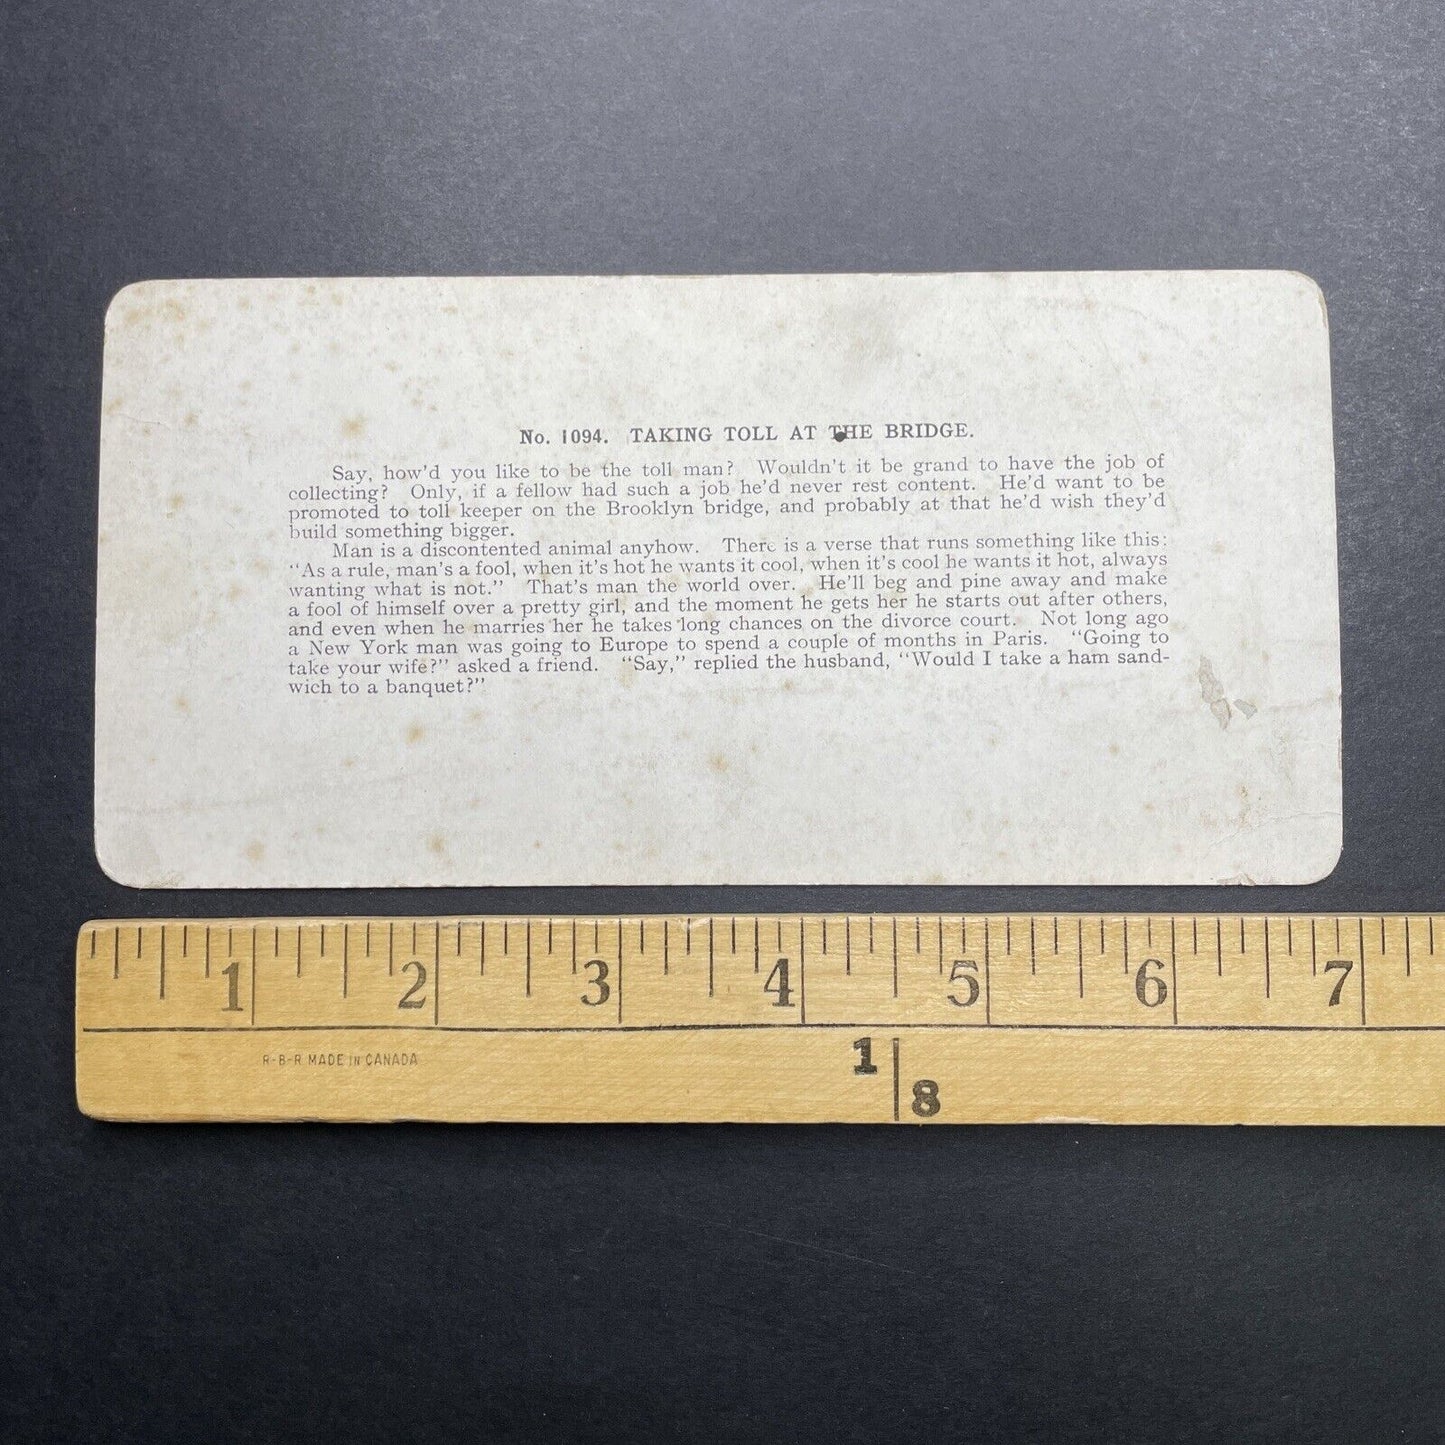 No. 1094. TAKING TOLL AT THE BRIDGE.
Say, how'd you like to be the toll man? Wouldn't it be grand to have the job of
collecting? Only, if a fellow had such a job he'd never rest content. He'd want to be
promoted to toll keeper on the Brooklyn bridge, and probably at that he'd wish they'd
build something bigger.
Man is a discontented animal anyhow. There is a verse that runs something like this:
"As a rule, man's a fool, when it's hot he wants it cool, when it's cool he wants it hot, always
wanting what is not." That's man the world over. He'll beg and pine away and make
a fool of himself over a pretty girl, and the moment he gets her he starts out after others,
and even when he marries her he takes long chances on the divorce court. Not long ago
a New York man was going to Europe to spend a couple of months in Paris. "Going to
take your wife?" asked a friend. "Say," replied the husband, "Would I take a ham sand-
wich to a banquet?"
1 2 3 4 5 6 7
R-B-R MADE IN CANADA
1 8